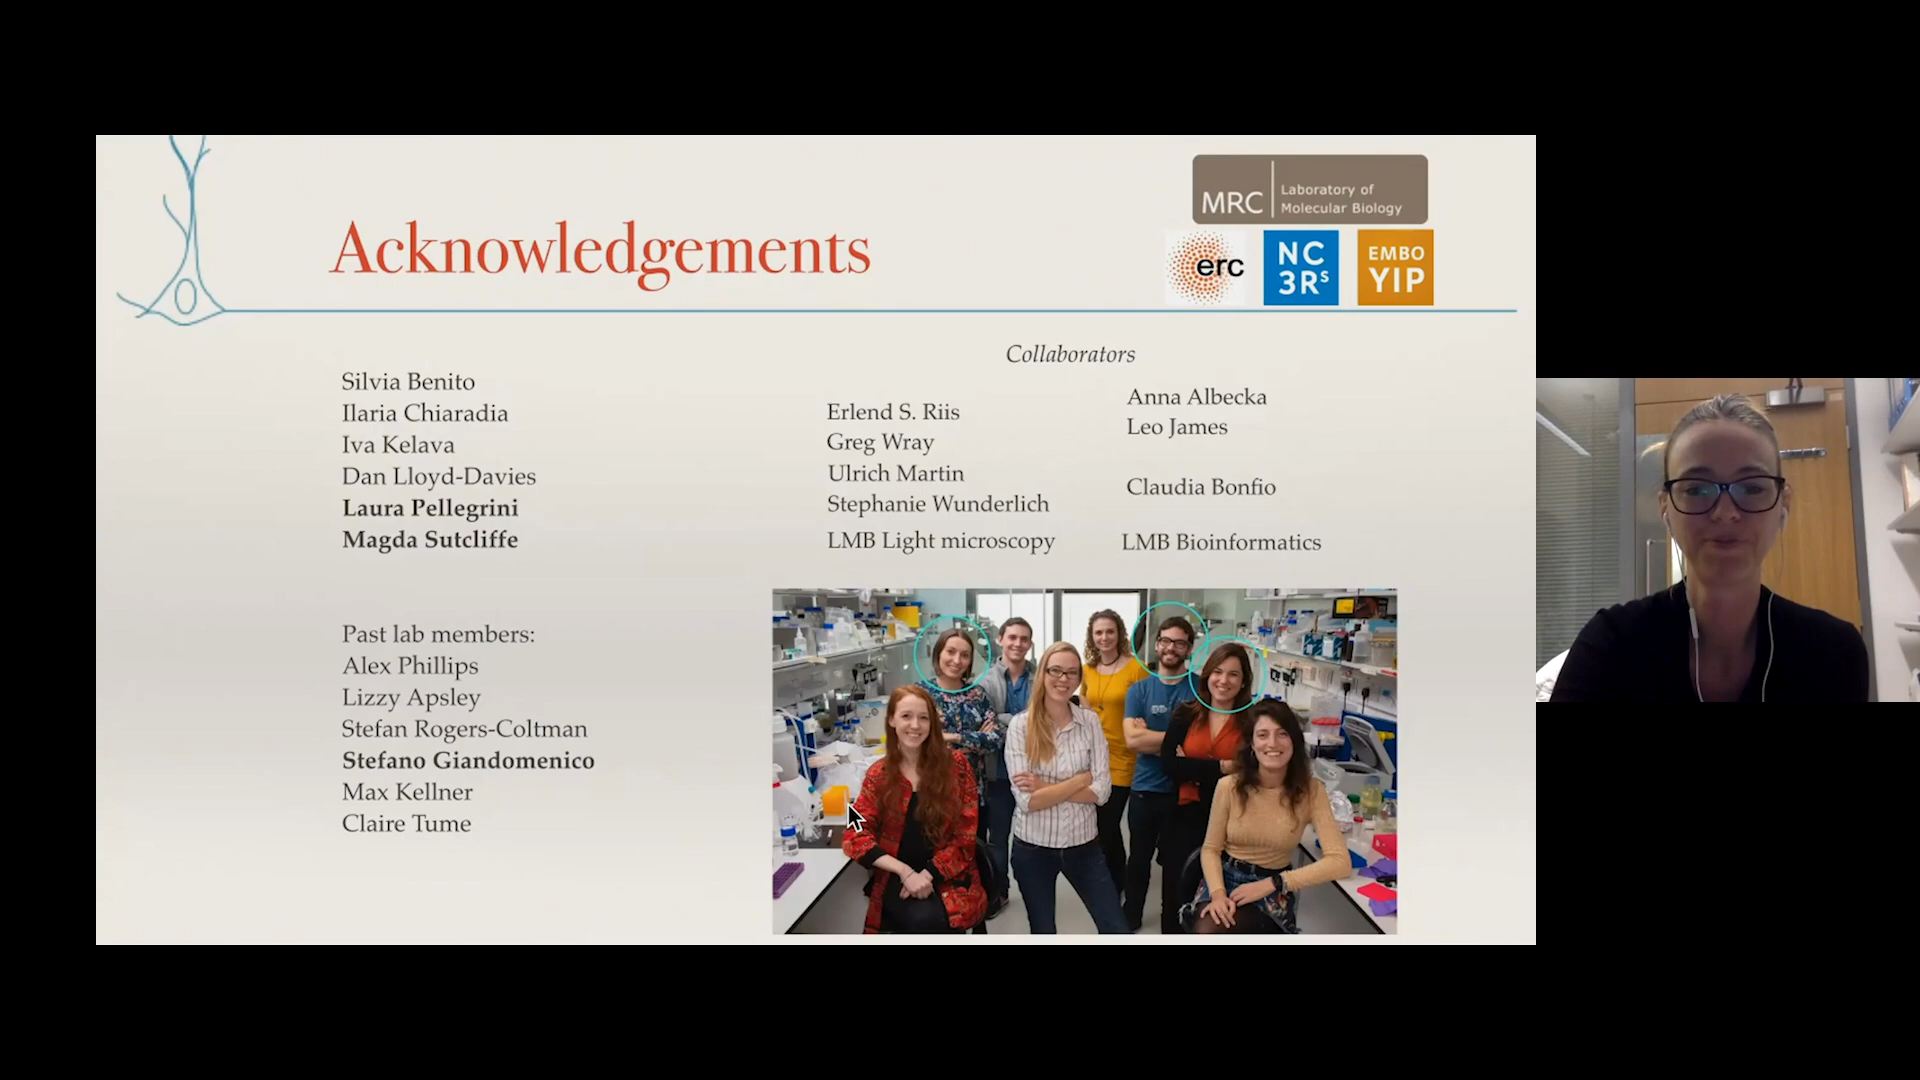 Acknowledgements
MRC Laboratory of Molecular Biology
erc
NC 3Rs
EMBO YIP
Silvia Benito
Ilaria Chiaradia
Iva Kelava
Dan Lloyd-Davies
Laura Pellegrini
Magda Sutcliffe
Past lab members:
Alex Phillips
Lizzy Apsley
Stefan Rogers-Coltman
Stefano Giandomenico
Max Kellner
Claire Tume
Collaborators
Erlend S. Riis
Greg Wray
Ulrich Martin
Stephanie Wunderlich
LMB Light microscopy
Anna Albecka
Leo James
Claudia Bonfio
LMB Bioinformatics